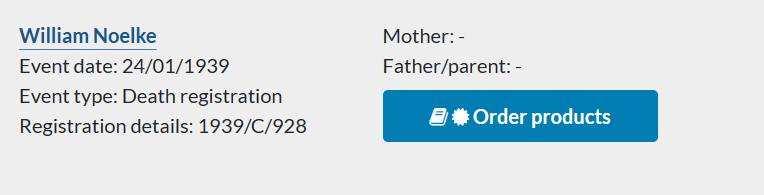 William Noelke
Event date: 24/01/1939
Event type: Death registration
Registration details: 1939/C/928
Mother: -
Father/parent: -
Order products